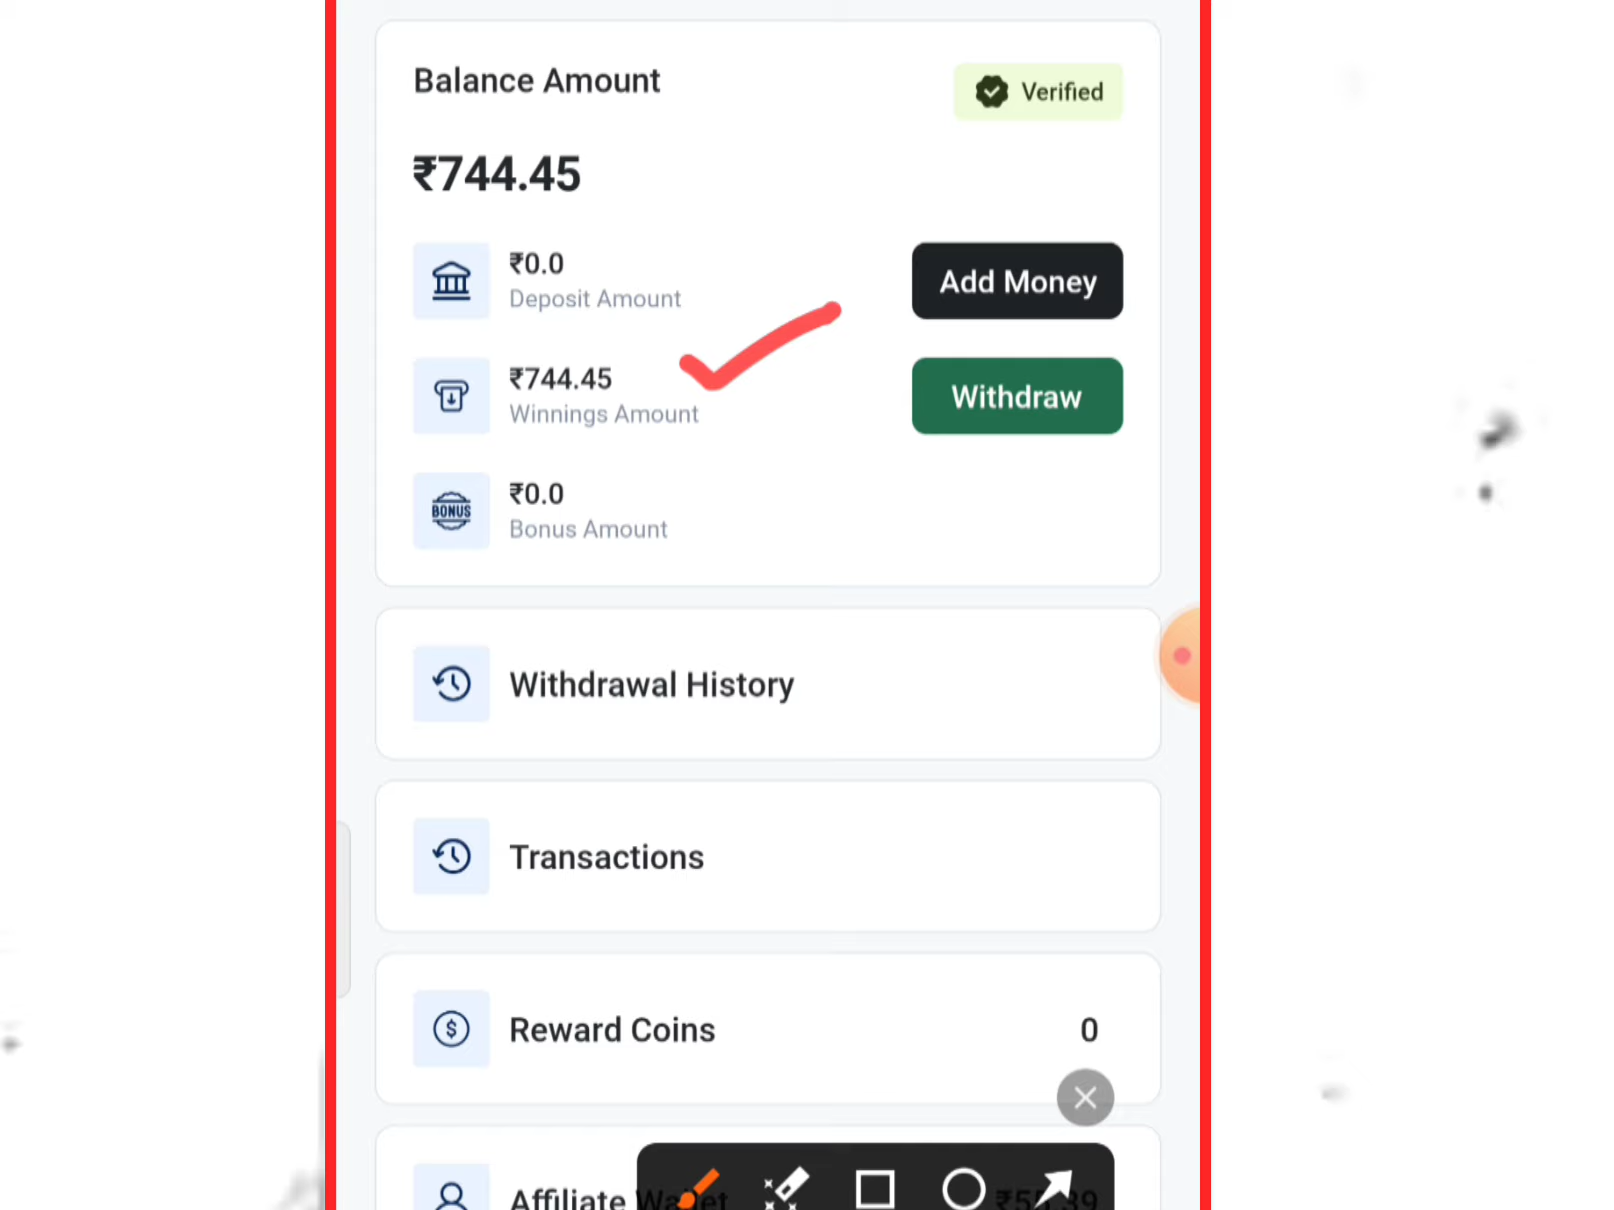 Balance Amount
Verified
₹744.45
₹0.0
Deposit Amount
Add Money
₹744.45
Winnings Amount
Withdraw
BONUS
₹0.0
Bonus Amount
Withdrawal History
Transactions
$
Reward Coins
0
Affiliate